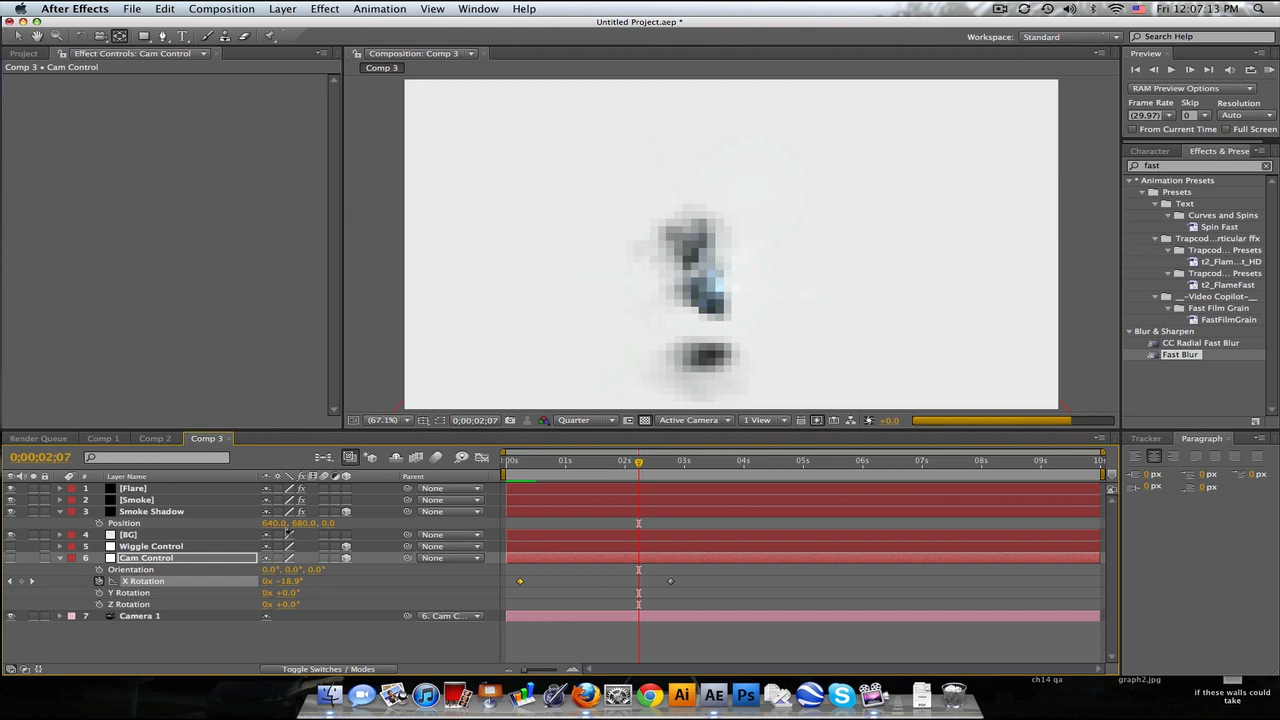 After Effects File Edit Composition Layer Effect Animation View Window Help Fri 12:07:13 PM
Untitled Project.aep *
Workspace: Standard Search Help
Project Effect Controls: Cam Control Composition: Comp 3 Preview
Comp 3 • Cam Control
Comp 3
RAM Preview Options
Frame Rate Skip Resolution
(29.97) 0 Auto
From Current Time Full Screen
Character Effects & Prese
fast
* Animation Presets
Presets
Text
Curves and Spins
Spin Fast
Trapcod...rticular ffx
Trapcod... Presets
t2_Flam...t_HD
Trapcod... Presets
t2_FlameFast
__-Video Copilot-__
Fast Film Grain
FastFilmGrain
Blur & Sharpen
CC Radial Fast Blur
Fast Blur
(67.1%) 0;00;02;07 Quarter Active Camera 1 View +0.0
Render Queue Comp 1 Comp 2 Comp 3 Tracker Paragraph
0;00;02;07
:00s 01s 02s 03s 04s 05s 06s 07s 08s 09s 10s
# Layer Name Parent
0 px 0 px 0 px
0 px 0 px
1 [Flare] None
2 [Smoke] None
3 Smoke Shadow None
Position 640.0, 680.0, 0.0
4 [BG] None
5 Wiggle Control None
6 Cam Control None
Orientation 0.0°, 0.0°, 0.0°
X Rotation 0x -18.9°
Y Rotation 0x +0.0°
Z Rotation 0x +0.0°
7 Camera 1 6. Cam C...
Toggle Switches / Modes
ch14 qa graph2.jpg
if these walls could take
Ai AE Ps